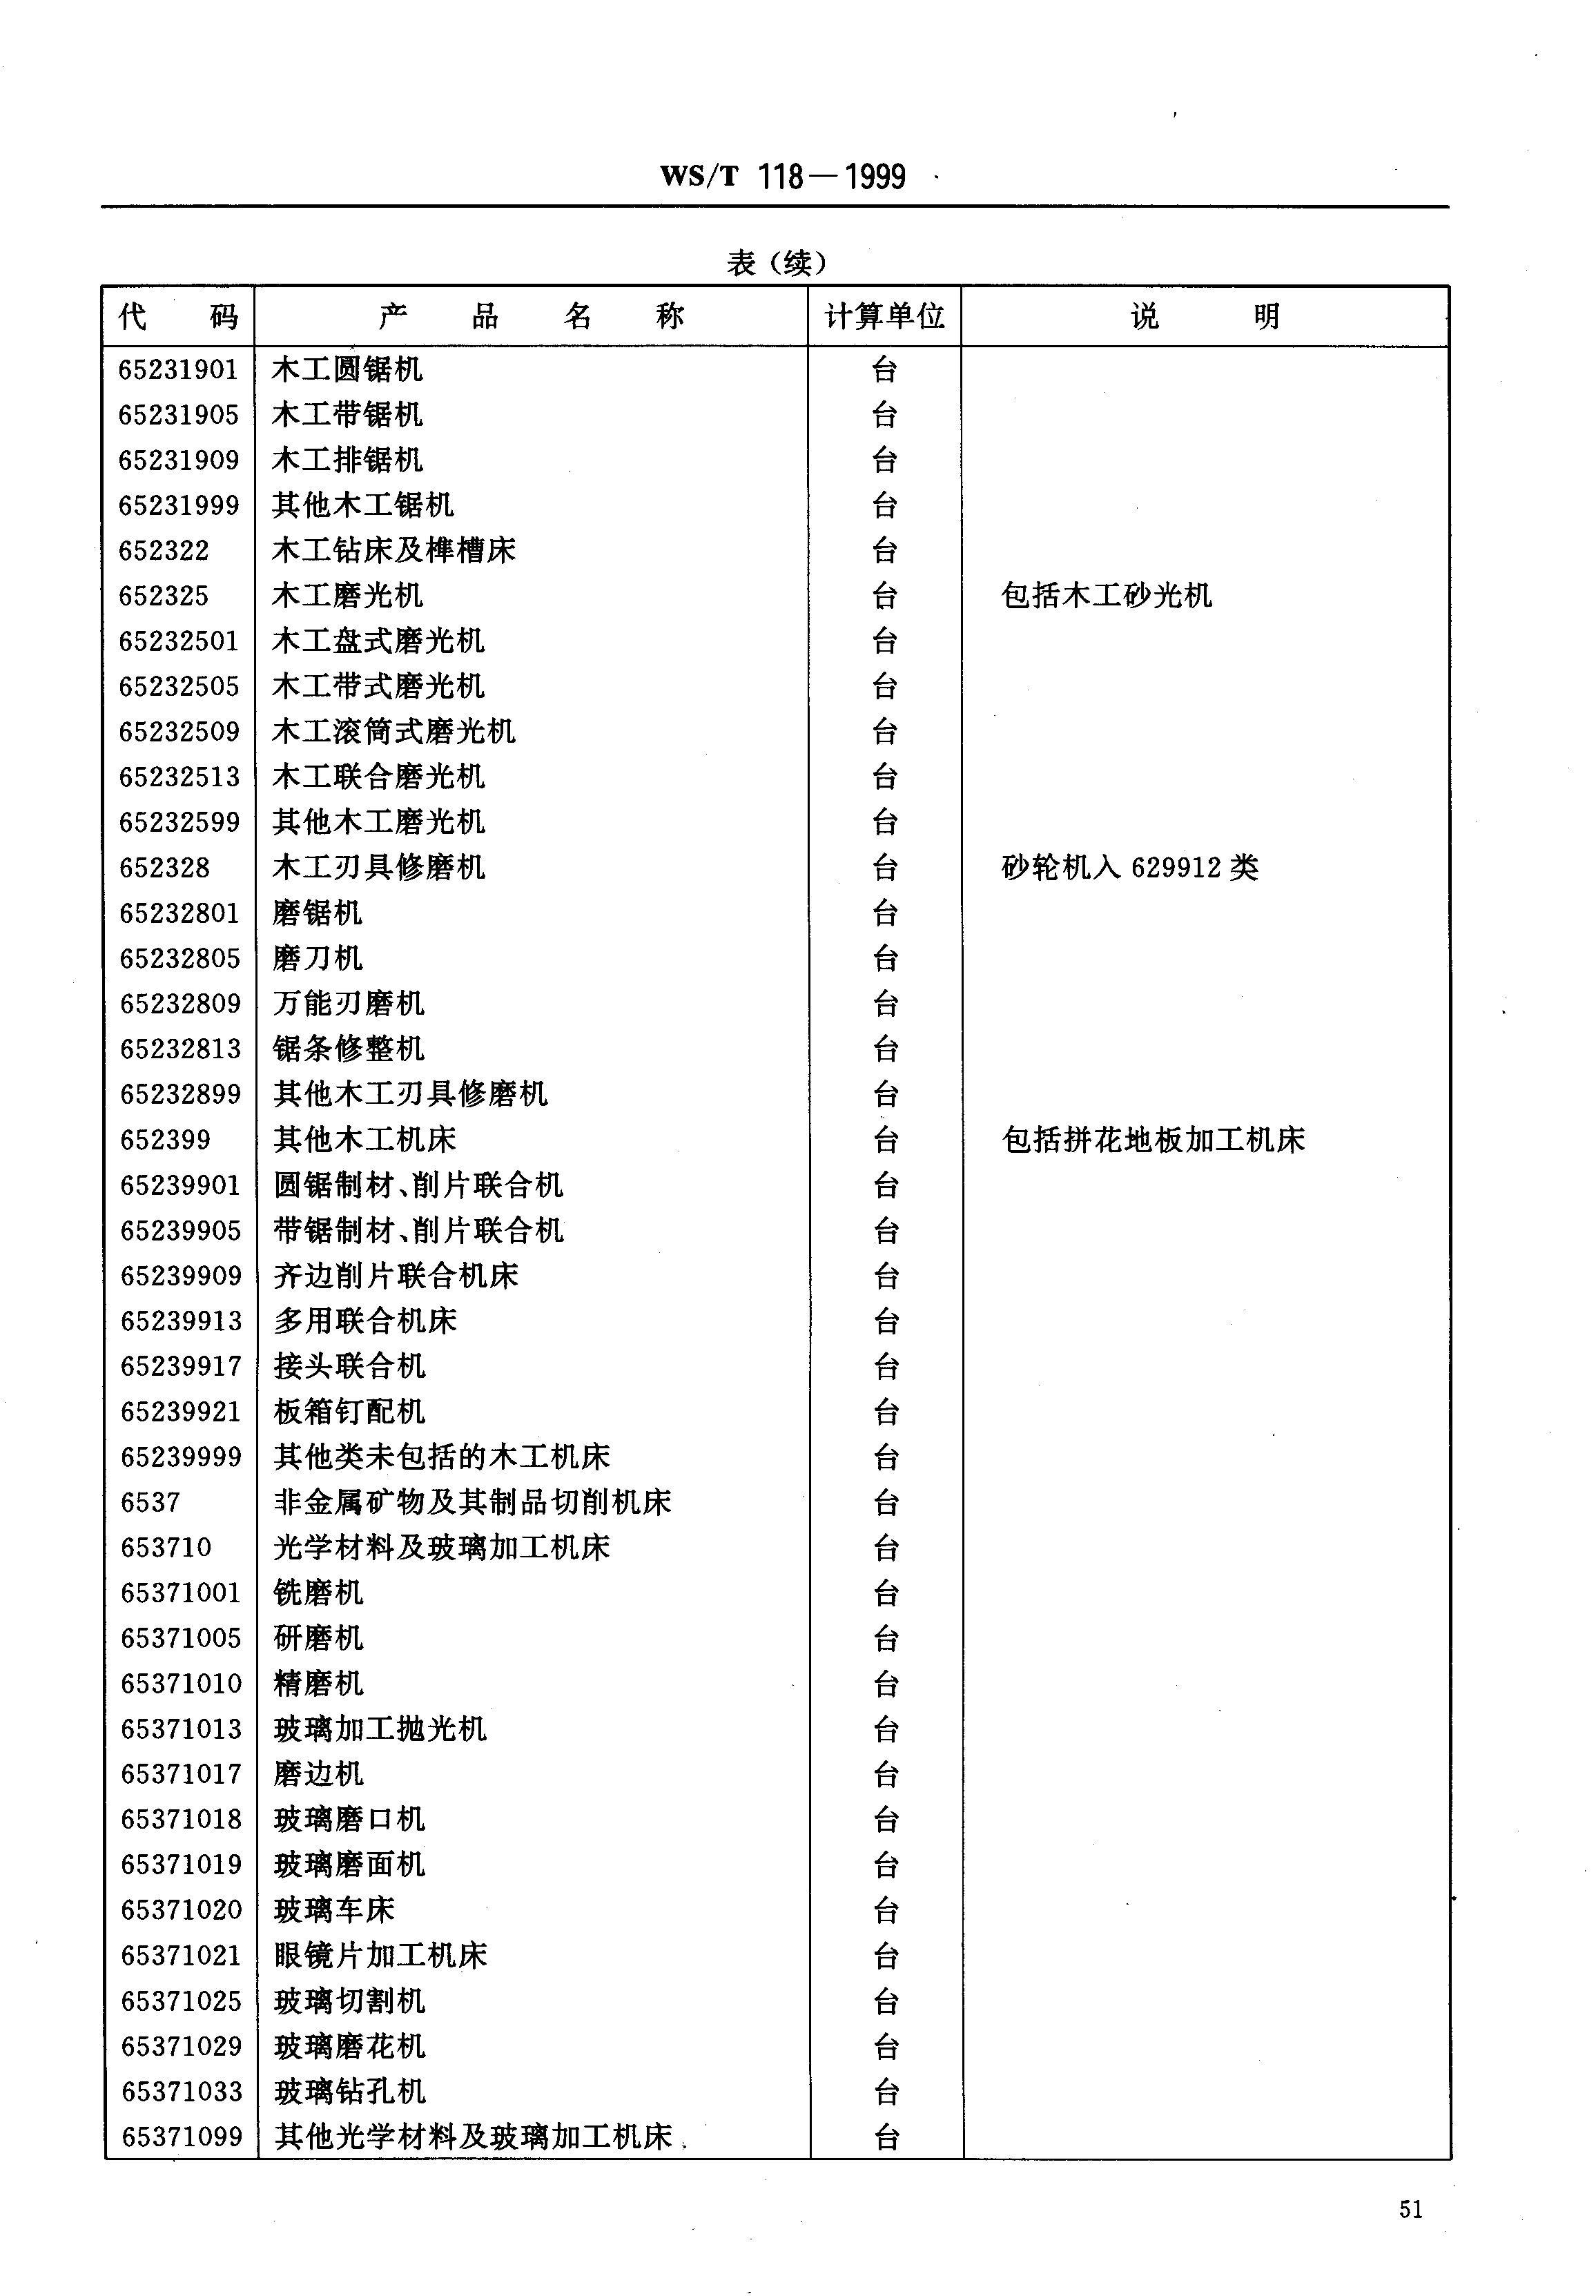 WS/T 118—1999
表(续)
代 码 产 品 名 称 计算单位 说 明
65231901 木工圆锯机 台
65231905 木工带锯机 台
65231909 木工排锯机 台
65231999 其他木工锯机 台
652322 木工钻床及榫槽床 台
652325 木工磨光机 台 包括木工砂光机
65232501 木工盘式磨光机 台
65232505 木工带式磨光机 台
65232509 木工滚筒式磨光机 台
65232513 木工联合磨光机 台
65232599 其他木工磨光机 台
652328 木工刃具修磨机 台 砂轮机入 629912 类
65232801 磨锯机 台
65232805 磨刀机 台
65232809 万能刃磨机 台
65232813 锯条修整机 台
65232899 其他木工刃具修磨机 台
652399 其他木工机床 台 包括拼花地板加工机床
65239901 圆锯制材、削片联合机 台
65239905 带锯制材、削片联合机 台
65239909 齐边削片联合机床 台
65239913 多用联合机床 台
65239917 接头联合机 台
65239921 板箱钉配机 台
65239999 其他类未包括的木工机床 台
6537 非金属矿物及其制品切削机床 台
653710 光学材料及玻璃加工机床 台
65371001 铣磨机 台
65371005 研磨机 台
65371010 精磨机 台
65371013 玻璃加工抛光机 台
65371017 磨边机 台
65371018 玻璃磨口机 台
65371019 玻璃磨面机 台
65371020 玻璃车床 台
65371021 眼镜片加工机床 台
65371025 玻璃切割机 台
65371029 玻璃磨花机 台
65371033 玻璃钻孔机 台
65371099 其他光学材料及玻璃加工机床 台
51